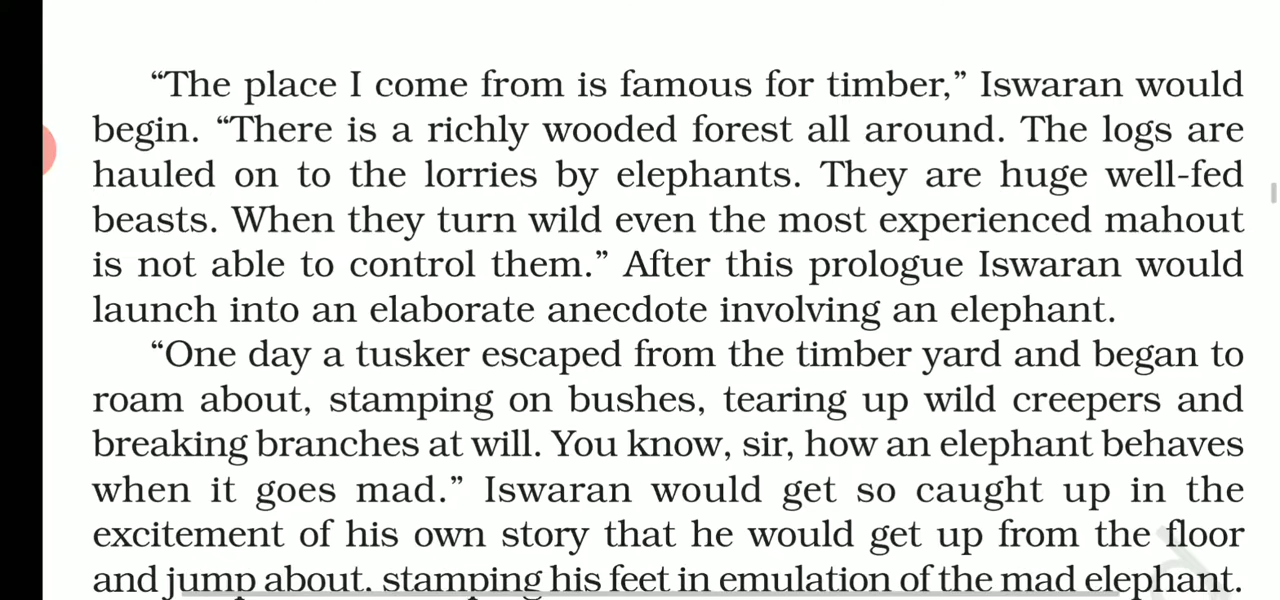 “The place I come from is famous for timber,” Iswaran would
begin. “There is a richly wooded forest all around. The logs are
hauled on to the lorries by elephants. They are huge well-fed
beasts. When they turn wild even the most experienced mahout
is not able to control them.” After this prologue Iswaran would
launch into an elaborate anecdote involving an elephant.
“One day a tusker escaped from the timber yard and began to
roam about, stamping on bushes, tearing up wild creepers and
breaking branches at will. You know, sir, how an elephant behaves
when it goes mad.” Iswaran would get so caught up in the
excitement of his own story that he would get up from the floor
and jump about, stamping his feet in emulation of the mad elephant.